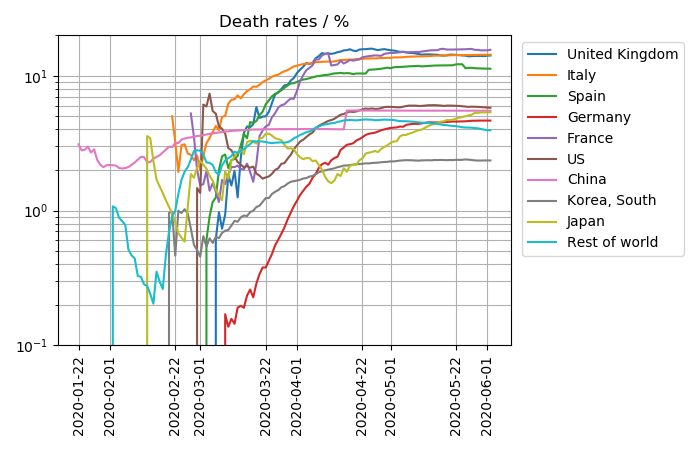 Death rates / %
10¹
10⁰
10⁻¹
2020-01-22
2020-02-01
2020-02-22
2020-03-01
2020-03-22
2020-04-01
2020-04-22
2020-05-01
2020-05-22
2020-06-01
United Kingdom
Italy
Spain
Germany
France
US
China
Korea, South
Japan
Rest of world